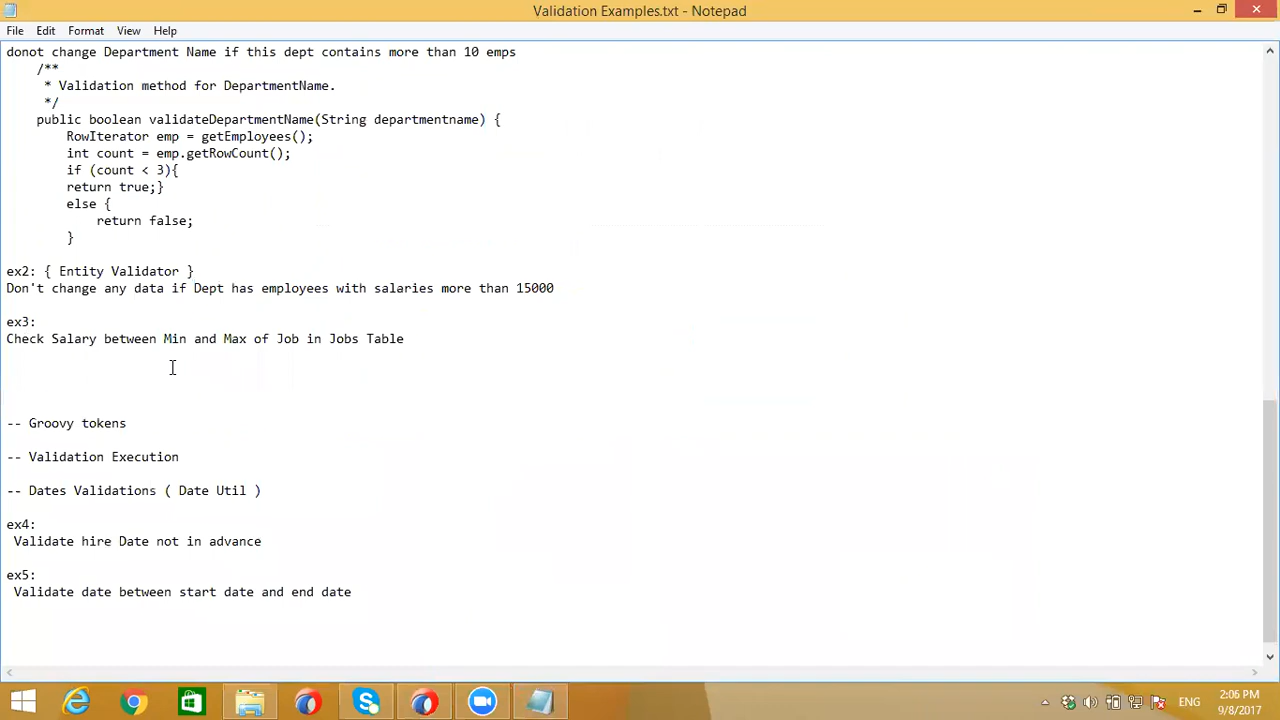 Validation Examples.txt - Notepad
File Edit Format View Help
donot change Department Name if this dept contains more than 10 emps
/**
* Validation method for DepartmentName.
*/
public boolean validateDepartmentName(String departmentname) {
RowIterator emp = getEmployees();
int count = emp.getRowCount();
if (count < 3){
return true;}
else {
return false;
}
ex2: { Entity Validator }
Don't change any data if Dept has employees with salaries more than 15000
ex3:
Check Salary between Min and Max of Job in Jobs Table
-- Groovy tokens
-- Validation Execution
-- Dates Validations ( Date Util )
ex4:
Validate hire Date not in advance
ex5:
Validate date between start date and end date
ENG
2:06 PM
9/8/2017